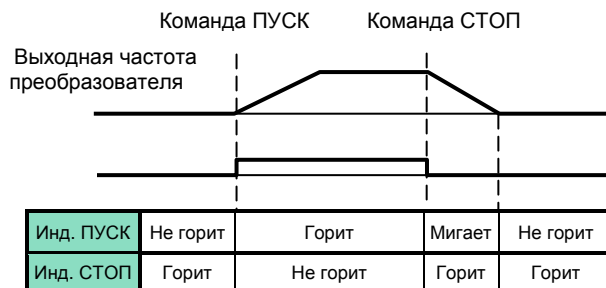 Команда ПУСК Команда СТОП
Выходная частота
преобразователя
Инд. ПУСК Не горит Горит Мигает Не горит
Инд. СТОП Горит Не горит Горит Горит